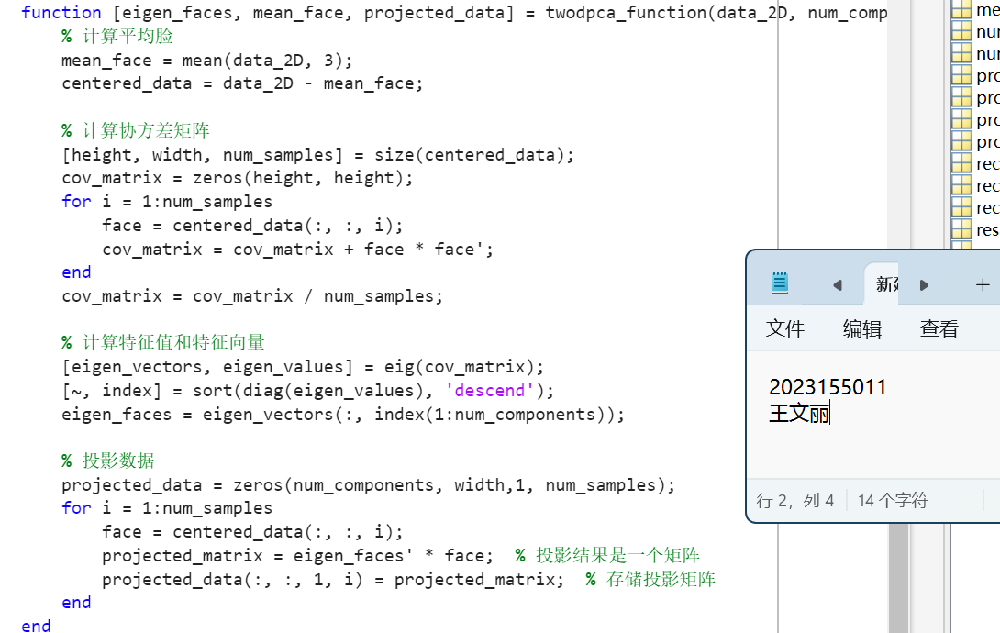 function [eigen_faces, mean_face, projected_data] = twodpca_function(data_2D, num_comp
% 计算平均脸
mean_face = mean(data_2D, 3);
centered_data = data_2D - mean_face;
% 计算协方差矩阵
[height, width, num_samples] = size(centered_data);
cov_matrix = zeros(height, height);
for i = 1:num_samples
face = centered_data(:, :, i);
cov_matrix = cov_matrix + face * face';
end
cov_matrix = cov_matrix / num_samples;
% 计算特征值和特征向量
[eigen_vectors, eigen_values] = eig(cov_matrix);
[~, index] = sort(diag(eigen_values), 'descend');
eigen_faces = eigen_vectors(:, index(1:num_components));
% 投影数据
projected_data = zeros(num_components, width,1, num_samples);
for i = 1:num_samples
face = centered_data(:, :, i);
projected_matrix = eigen_faces' * face;  % 投影结果是一个矩阵
projected_data(:, :, 1, i) = projected_matrix;  % 存储投影矩阵
end
end
me
nur
nur
pro
pro
pro
pro
rec
rec
rec
res
新建
文件 编辑 查看
2023155011
王文丽
行 2，列 4 14 个字符